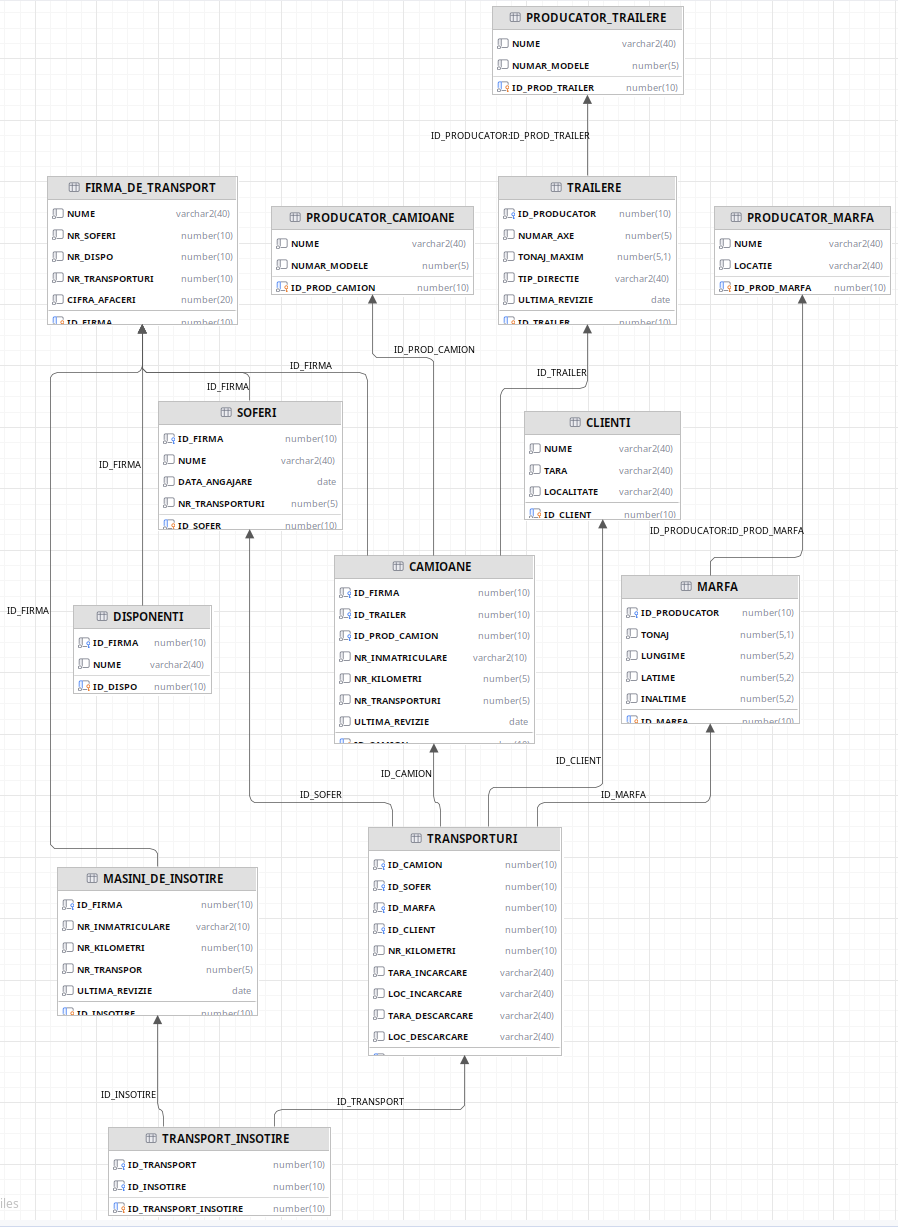 PRODUCATOR_TRAILERE
NUME varchar2(40)
NUMAR_MODELE number(5)
ID_PROD_TRAILER number(10)
ID_PRODUCATOR:ID_PROD_TRAILER
FIRMA_DE_TRANSPORT
NUME varchar2(40)
NR_SOFERI number(10)
NR_DISPO number(10)
NR_TRANSPORTURI number(10)
CIFRA_AFACERI number(20)
ID_FIRMA number(10)
PRODUCATOR_CAMIOANE
NUME varchar2(40)
NUMAR_MODELE number(5)
ID_PROD_CAMION number(10)
TRAILERE
ID_PRODUCATOR number(10)
NUMAR_AXE number(5)
TONAJ_MAXIM number(5,1)
TIP_DIRECTIE varchar2(40)
ULTIMA_REVIZIE date
ID_TRAILER number(10)
PRODUCATOR_MARFA
NUME varchar2(40)
LOCATIE varchar2(40)
ID_PROD_MARFA number(10)
ID_PROD_CAMION
ID_FIRMA
ID_TRAILER
ID_FIRMA
SOFERI
ID_FIRMA number(10)
NUME varchar2(40)
DATA_ANGAJARE date
NR_TRANSPORTURI number(5)
ID_SOFER number(10)
CLIENTI
NUME varchar2(40)
TARA varchar2(40)
LOCALITATE varchar2(40)
ID_CLIENT number(10)
ID_FIRMA
ID_PRODUCATOR:ID_PROD_MARFA
CAMIOANE
ID_FIRMA number(10)
ID_TRAILER number(10)
ID_PROD_CAMION number(10)
NR_INMATRICULARE varchar2(10)
NR_KILOMETRI number(5)
NR_TRANSPORTURI number(5)
ULTIMA_REVIZIE date
MARFA
ID_PRODUCATOR number(10)
TONAJ number(5,1)
LUNGIME number(5,2)
LATIME number(5,2)
INALTIME number(5,2)
ID_MARFA number(10)
ID_FIRMA
DISPONENTI
ID_FIRMA number(10)
NUME varchar2(40)
ID_DISPO number(10)
ID_CLIENT
ID_CAMION
ID_SOFER
ID_MARFA
TRANSPORTURI
ID_CAMION number(10)
ID_SOFER number(10)
ID_MARFA number(10)
ID_CLIENT number(10)
NR_KILOMETRI number(10)
TARA_INCARCARE varchar2(40)
LOC_INCARCARE varchar2(40)
TARA_DESCARCARE varchar2(40)
LOC_DESCARCARE varchar2(40)
MASINI_DE_INSOTIRE
ID_FIRMA number(10)
NR_INMATRICULARE varchar2(10)
NR_KILOMETRI number(10)
NR_TRANSPOR number(5)
ULTIMA_REVIZIE date
ID_INSOTIRE number(10)
ID_INSOTIRE
ID_TRANSPORT
TRANSPORT_INSOTIRE
ID_TRANSPORT number(10)
ID_INSOTIRE number(10)
ID_TRANSPORT_INSOTIRE number(10)
iles